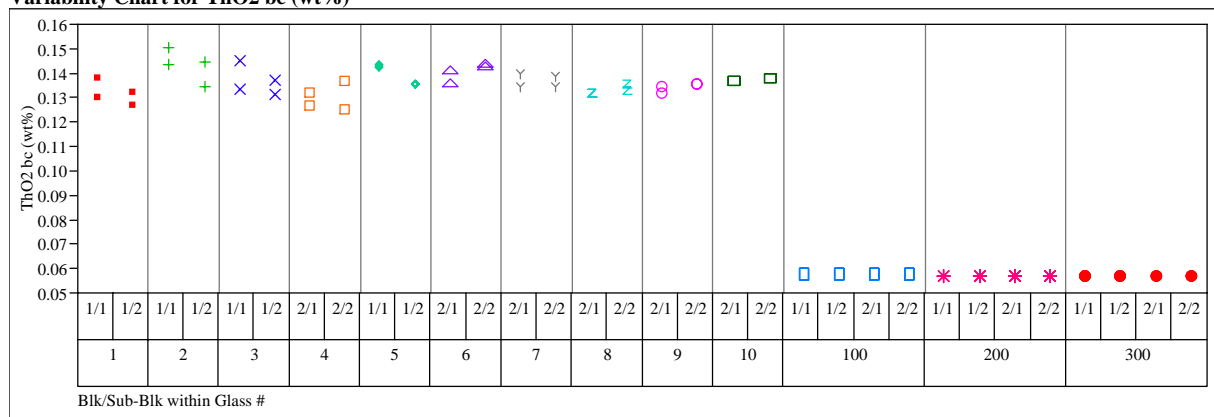 Variability Chart for ThO2 bc (wt%)
ThO2 bc (wt%)
0.16
0.15
0.14
0.13
0.12
0.11
0.10
0.09
0.08
0.07
0.06
0.05
1/1 1/2 1/1 1/2 1/1 1/2 2/1 2/2 1/1 1/2 2/1 2/2 2/1 2/2 2/1 2/2 2/1 2/2 2/1 2/2 1/1 1/2 2/1 2/2 1/1 1/2 2/1 2/2 1/1 1/2 2/1 2/2
1 2 3 4 5 6 7 8 9 10 100 200 300
Blk/Sub-Blk within Glass #